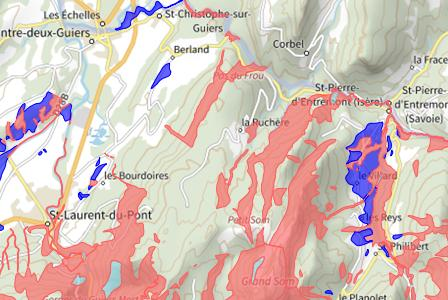 Les Échelles
St-Christophe-sur-
Guiers
ntre-deux-Guiers
Berland
Corbel
la Frace
Pas du Frou
St-Pierre-
d'Entremont (Isère)
St-Pierre-
d'Entremon
(Savoie)
la Ruchère
les Bourdoires
le Villard
St-Laurent-du-Pont
Petit Som
les Reys
St-Philibert
Grand Som
le Planolet